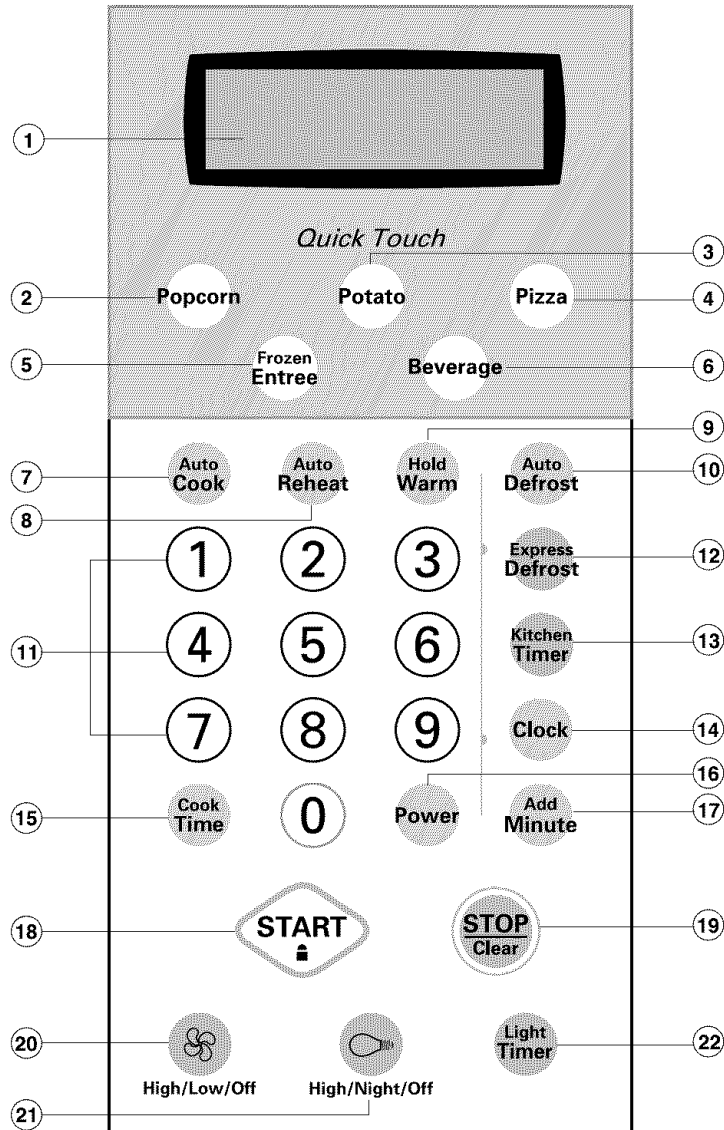 1
Quick Touch
3
2
Popcorn
Potato
Pizza
4
5
Frozen
Entree
Beverage
6
9
7
Auto
Cook
Auto
Reheat
Hold
Warm
Auto
Defrost
10
8
1
2
3
Express
Defrost
12
11
4
5
6
Kitchen
Timer
13
7
8
9
Clock
14
16
15
Cook
Time
0
Power
Add
Minute
17
18
START
STOP
Clear
19
20
High/Low/Off
High/Night/Off
Light
Timer
22
21